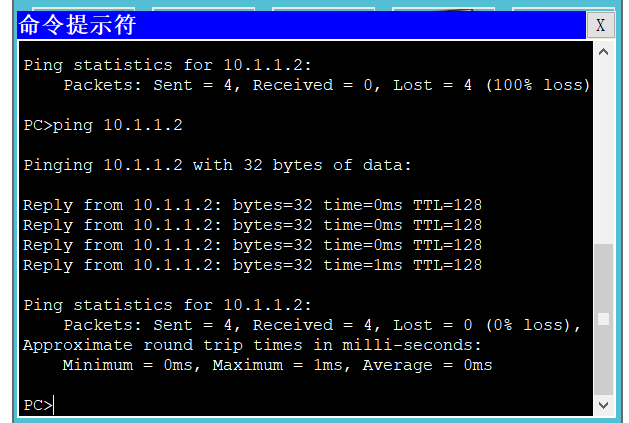 命令提示符
X
Ping statistics for 10.1.1.2:
    Packets: Sent = 4, Received = 0, Lost = 4 (100% loss)
PC>ping 10.1.1.2
Pinging 10.1.1.2 with 32 bytes of data:
Reply from 10.1.1.2: bytes=32 time=0ms TTL=128
Reply from 10.1.1.2: bytes=32 time=0ms TTL=128
Reply from 10.1.1.2: bytes=32 time=0ms TTL=128
Reply from 10.1.1.2: bytes=32 time=1ms TTL=128
Ping statistics for 10.1.1.2:
    Packets: Sent = 4, Received = 4, Lost = 0 (0% loss),
Approximate round trip times in milli-seconds:
    Minimum = 0ms, Maximum = 1ms, Average = 0ms
PC>